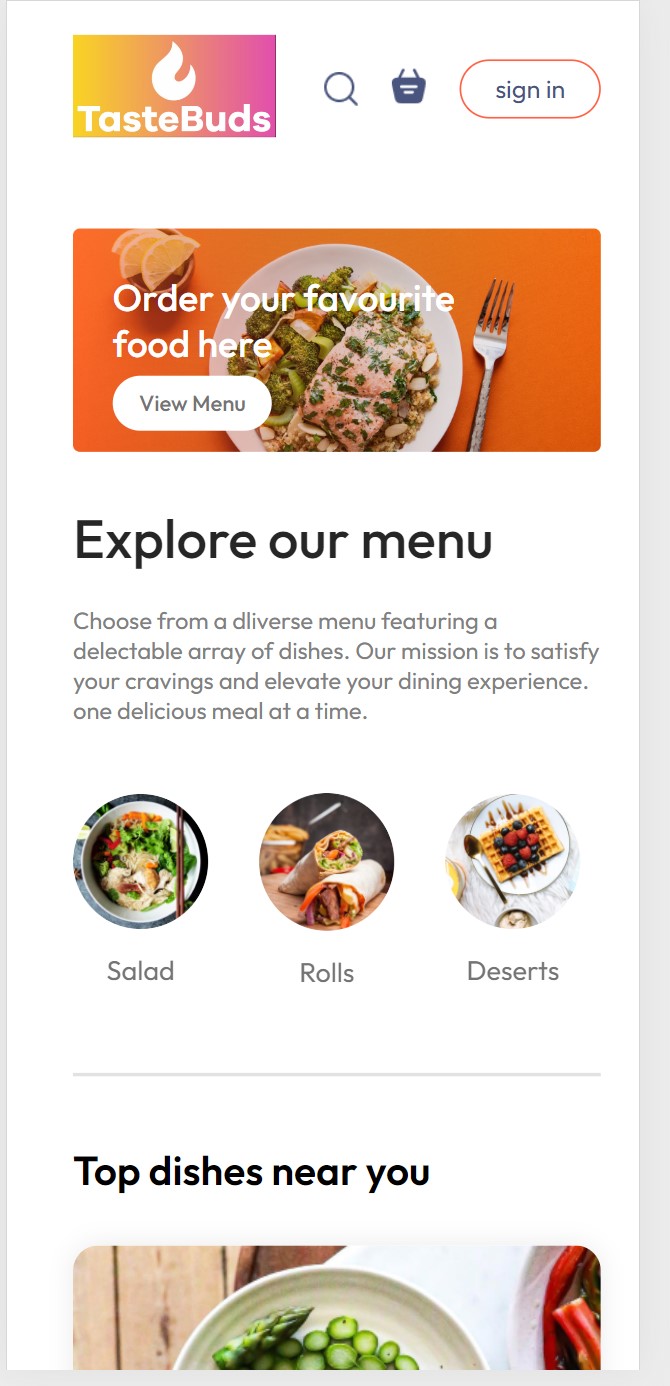 TasteBuds
sign in
Order your favourite
food here
View Menu
Explore our menu
Choose from a dliverse menu featuring a
delectable array of dishes. Our mission is to satisfy
your cravings and elevate your dining experience.
one delicious meal at a time.
Salad
Rolls
Deserts
Top dishes near you